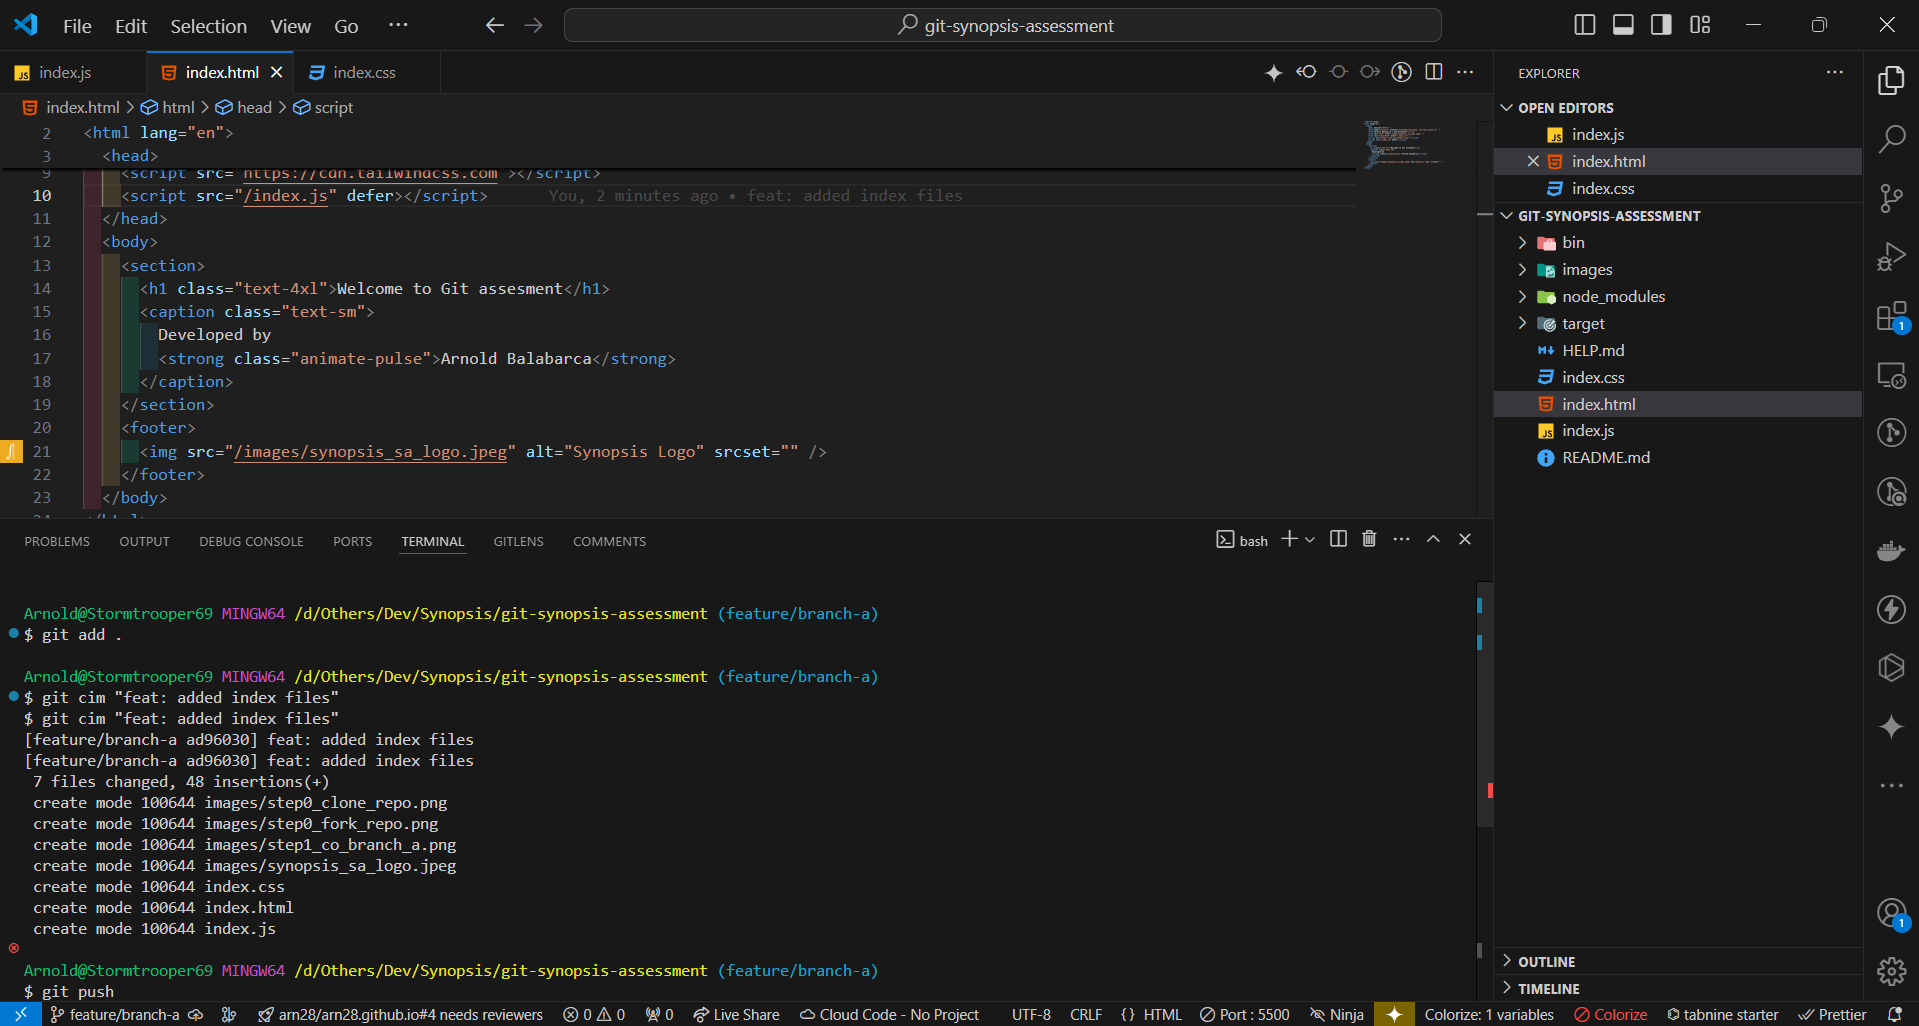 File Edit Selection View Go ···
git-synopsis-assessment
index.js
index.html
index.css
index.html > html > head > script
2 <html lang="en">
3 <head>
9 <script src="https://cdn.tailwindcss.com"></script>
10 <script src="/index.js" defer></script> You, 2 minutes ago • feat: added index files
11 </head>
12 <body>
13 <section>
14 <h1 class="text-4xl">Welcome to Git assesment</h1>
15 <caption class="text-sm">
16 Developed by
17 <strong class="animate-pulse">Arnold Balabarca</strong>
18 </caption>
19 </section>
20 <footer>
21 <img src="/images/synopsis_sa_logo.jpeg" alt="Synopsis Logo" srcset="" />
22 </footer>
23 </body>
24 </html>
PROBLEMS OUTPUT DEBUG CONSOLE PORTS TERMINAL GITLENS COMMENTS
bash
Arnold@Stormtrooper69 MINGW64 /d/Others/Dev/Synopsis/git-synopsis-assessment (feature/branch-a)
$ git add .
Arnold@Stormtrooper69 MINGW64 /d/Others/Dev/Synopsis/git-synopsis-assessment (feature/branch-a)
$ git cim "feat: added index files"
$ git cim "feat: added index files"
[feature/branch-a ad96030] feat: added index files
[feature/branch-a ad96030] feat: added index files
7 files changed, 48 insertions(+)
create mode 100644 images/step0_clone_repo.png
create mode 100644 images/step0_fork_repo.png
create mode 100644 images/step1_co_branch_a.png
create mode 100644 images/synopsis_sa_logo.jpeg
create mode 100644 index.css
create mode 100644 index.html
create mode 100644 index.js
Arnold@Stormtrooper69 MINGW64 /d/Others/Dev/Synopsis/git-synopsis-assessment (feature/branch-a)
$ git push
EXPLORER
OPEN EDITORS
index.js
index.html
index.css
GIT-SYNOPSIS-ASSESSMENT
bin
images
node_modules
target
HELP.md
index.css
index.html
index.js
README.md
OUTLINE
TIMELINE
1
1
feature/branch-a arn28/arn28.github.io#4 needs reviewers 0 0 0 Live Share Cloud Code - No Project UTF-8 CRLF {} HTML Port : 5500 Ninja Colorize: 1 variables Colorize tabnine starter Prettier